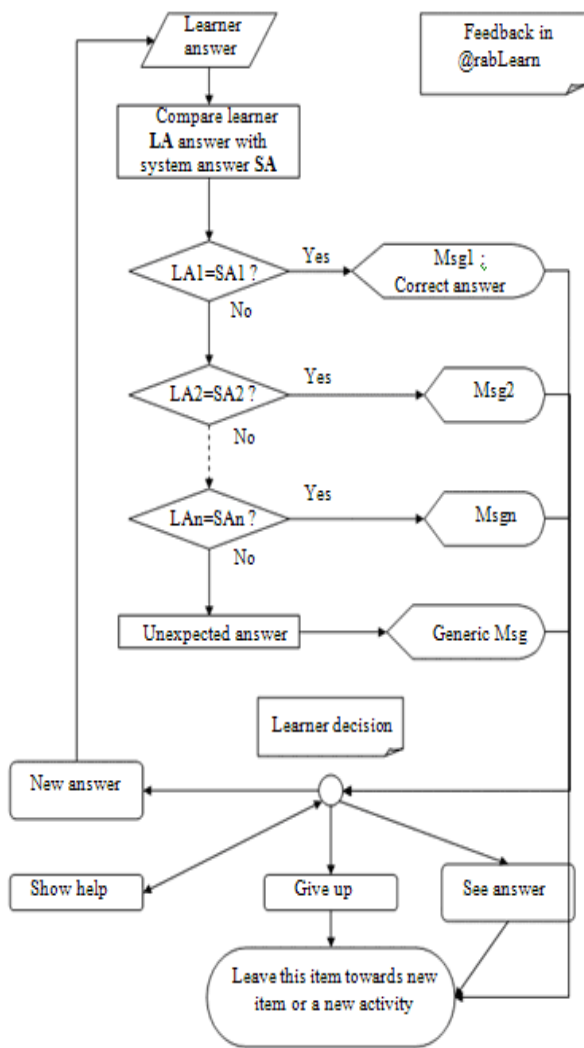 Learner
answer
Feedback in
@rabLearn
Compare learner
LA answer with
system answer SA
LA1=SA1 ?
Yes
Msg1 ;
Correct answer
No
LA2=SA2 ?
Yes
Msg2
No
LAn=SAn ?
Yes
Msgn
No
Unexpected answer
Generic Msg
Learner decision
New answer
Show help
Give up
See answer
Leave this item towards new
item or a new activity